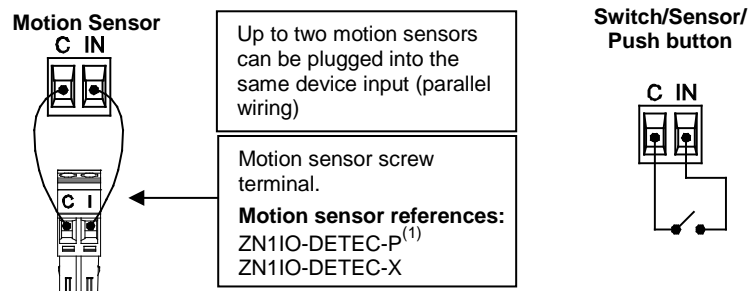 Motion Sensor
C IN
C I
Up to two motion sensors
can be plugged into the
same device input (parallel
wiring)
Motion sensor screw
terminal.
Motion sensor references:
ZN1IO-DETEC-P(1)
ZN1IO-DETEC-X
Switch/Sensor/
Push button
C IN